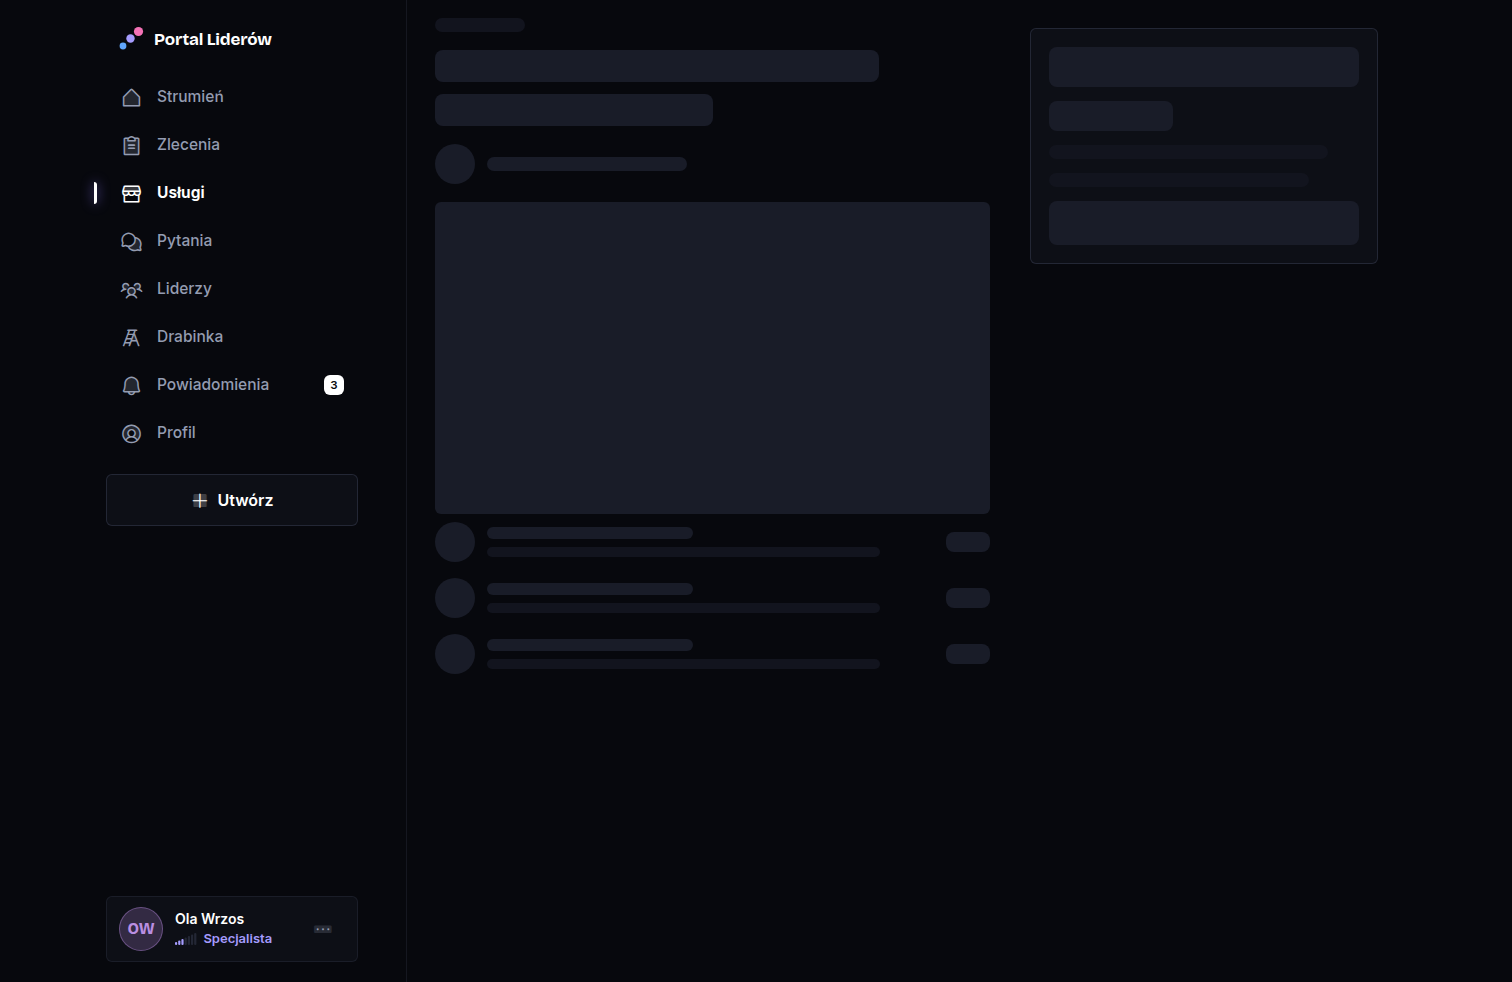 Portal Liderów
Strumień
Zlecenia
Usługi
Pytania
Liderzy
Drabinka
Powiadomienia 3
Profil
Utwórz
OW
Ola Wrzos
Specjalista